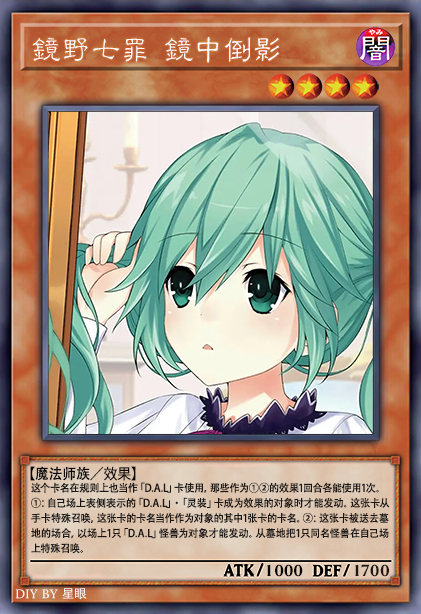 鏡野七罪 鏡中倒影
闇
やみ
【魔法师族／效果】
这个卡名在规则上也当作「D.A.L」卡使用，那些作为①②的效果1回合各能使用1次。
①：自己场上表侧表示的「D.A.L」·「灵装」卡成为效果的对象时才能发动。这张卡从
手卡特殊召唤，这张卡的卡名当作作为对象的其中1张卡的卡名。②：这张卡被送去墓
地的场合，以场上1只「D.A.L」怪兽为对象才能发动。从墓地把1只同名怪兽在自己场
上特殊召唤。
ATK/1000 DEF/1700
DIY BY 星眼